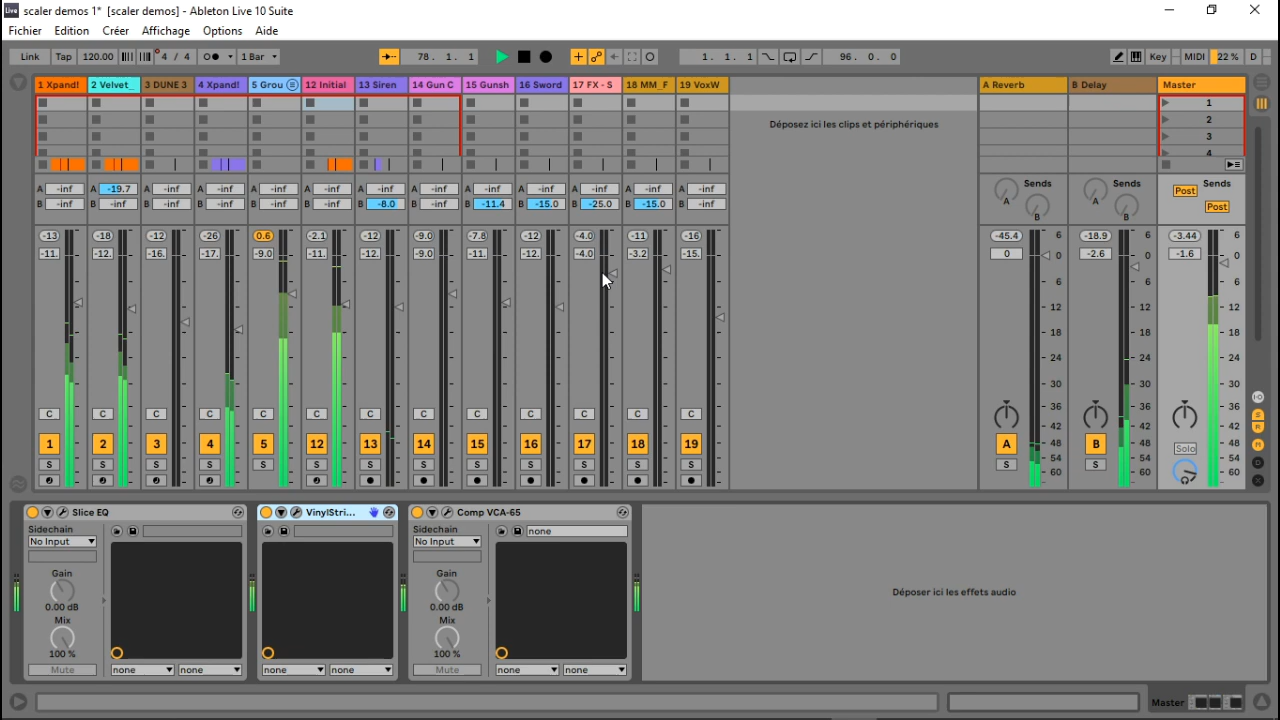 scaler demos 1* [scaler demos] - Ableton Live 10 Suite
Fichier Edition Créer Affichage Options Aide
Link Tap 120.00 4 / 4 1 Bar 78. 1. 1 1. 1. 1 96. 0. 0 Key MIDI 22 % D
1 Xpand! 2 Velvet_ 3 DUNE 3 4 Xpand! 5 Grou 12 Initial 13 Siren 14 Gun C 15 Gunsh 16 Sword 17 FX - S 18 MM_F 19 VoxW A Reverb B Delay Master
1
Déposez ici les clips et périphériques
2
3
4
A -inf A -19.7 A -inf A -inf A -inf A -inf A -inf A -inf A -inf A -inf A -inf A -inf A -inf Sends Sends Post Sends
B -inf B -inf B -inf B -inf B -inf B -inf B -8.0 B -inf B -11.4 B -15.0 B -25.0 B -15.0 B -inf A B A B Post
-13 -18 -12 -26 0.6 -2.1 -12 -9.0 -7.8 -12 -4.0 -11 -16 -45.4 6 -18.9 6 -3.44 6
-11. -12. -16. -17. -9.0 -11. -12. -9.0 -11. -12. -4.0 -3.2 -15. 0 0 -2.6 0 -1.6 0
6 6 6
12 12 12
18 18 18
24 24 24
30 30 30
36 36 36
C C C C C C C C C C C C C
42 42 42
1 2 3 4 5 12 13 14 15 16 17 18 19 A 48 B 48 Solo 48
54 54 54
S S S S S S S S S S S S S S S
60 60 60
Slice EQ VinylStri... Comp VCA-65
Sidechain Sidechain none
No Input No Input
Gain Gain
0.00 dB 0.00 dB
Déposer ici les effets audio
Mix Mix
100 % 100 %
Mute none none none none Mute none none
Master